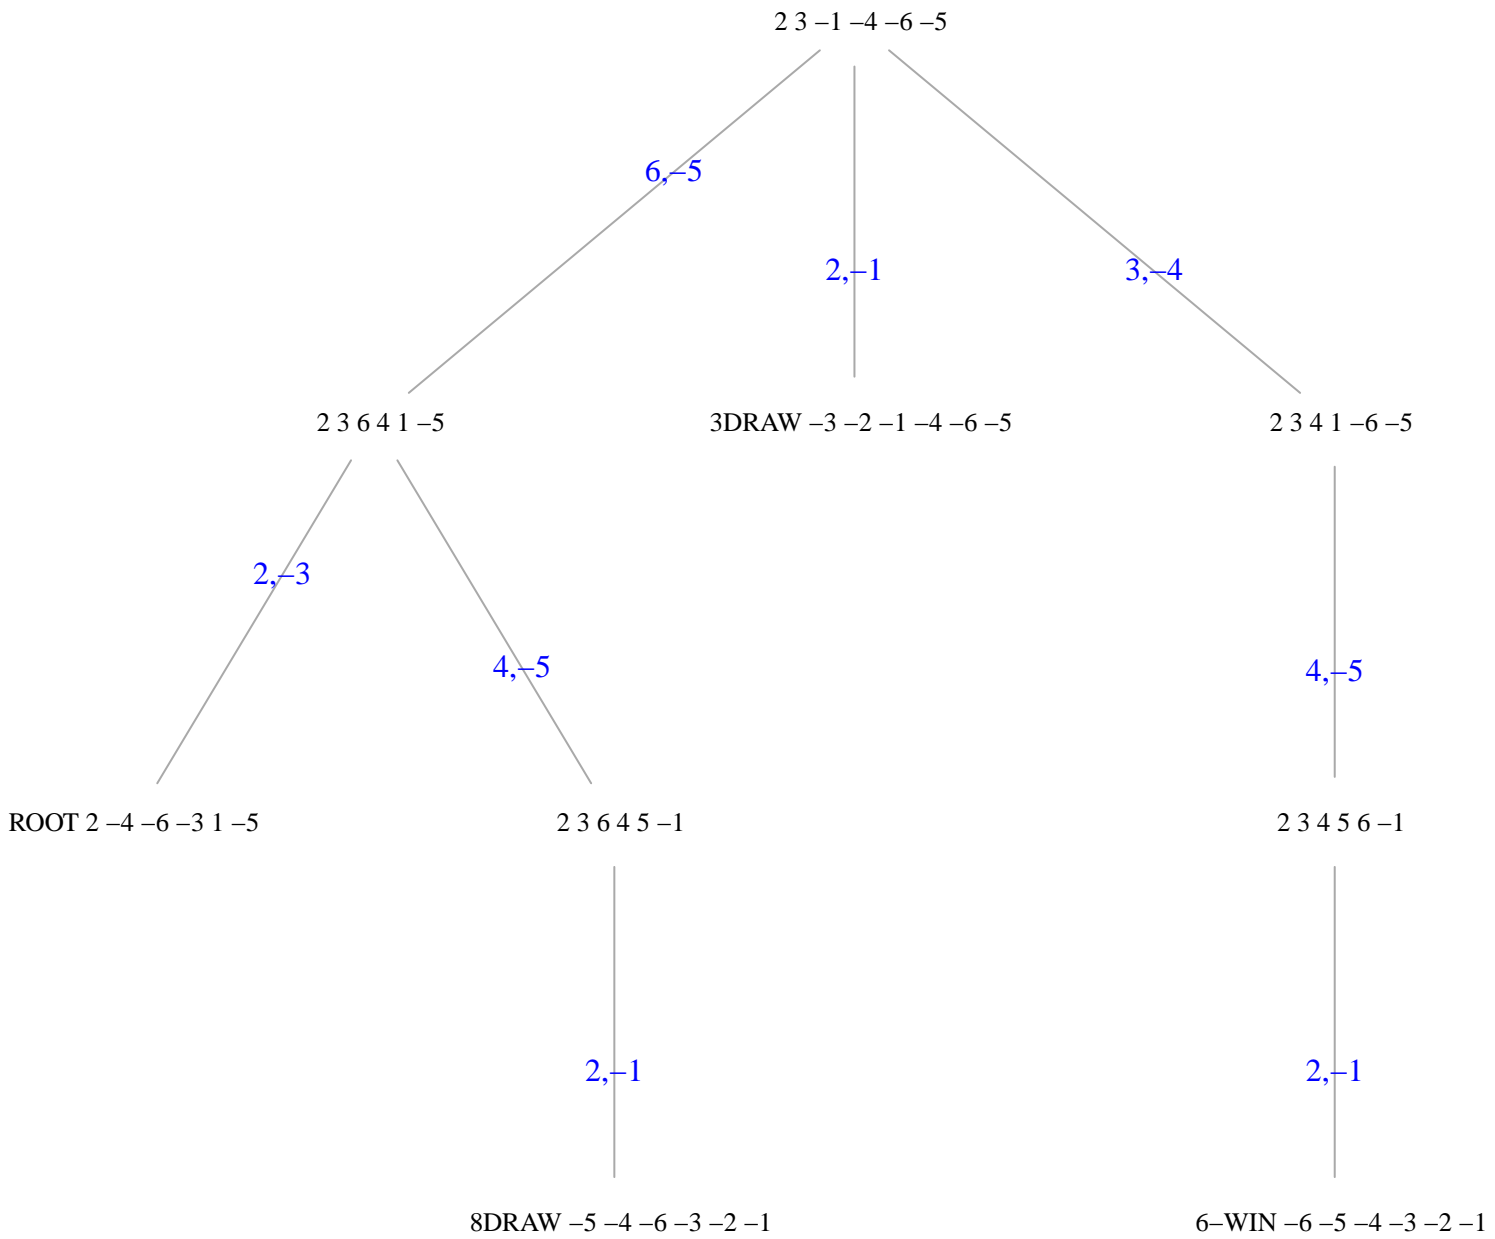 2 3 –1 –4 –6 –5
6,–5
2,–1
3,–4
2 3 6 4 1 –5
3DRAW –3 –2 –1 –4 –6 –5
2 3 4 1 –6 –5
2,–3
4,–5
4,–5
ROOT 2 –4 –6 –3 1 –5
2 3 6 4 5 –1
2 3 4 5 6 –1
2,–1
2,–1
8DRAW –5 –4 –6 –3 –2 –1
6–WIN –6 –5 –4 –3 –2 –1